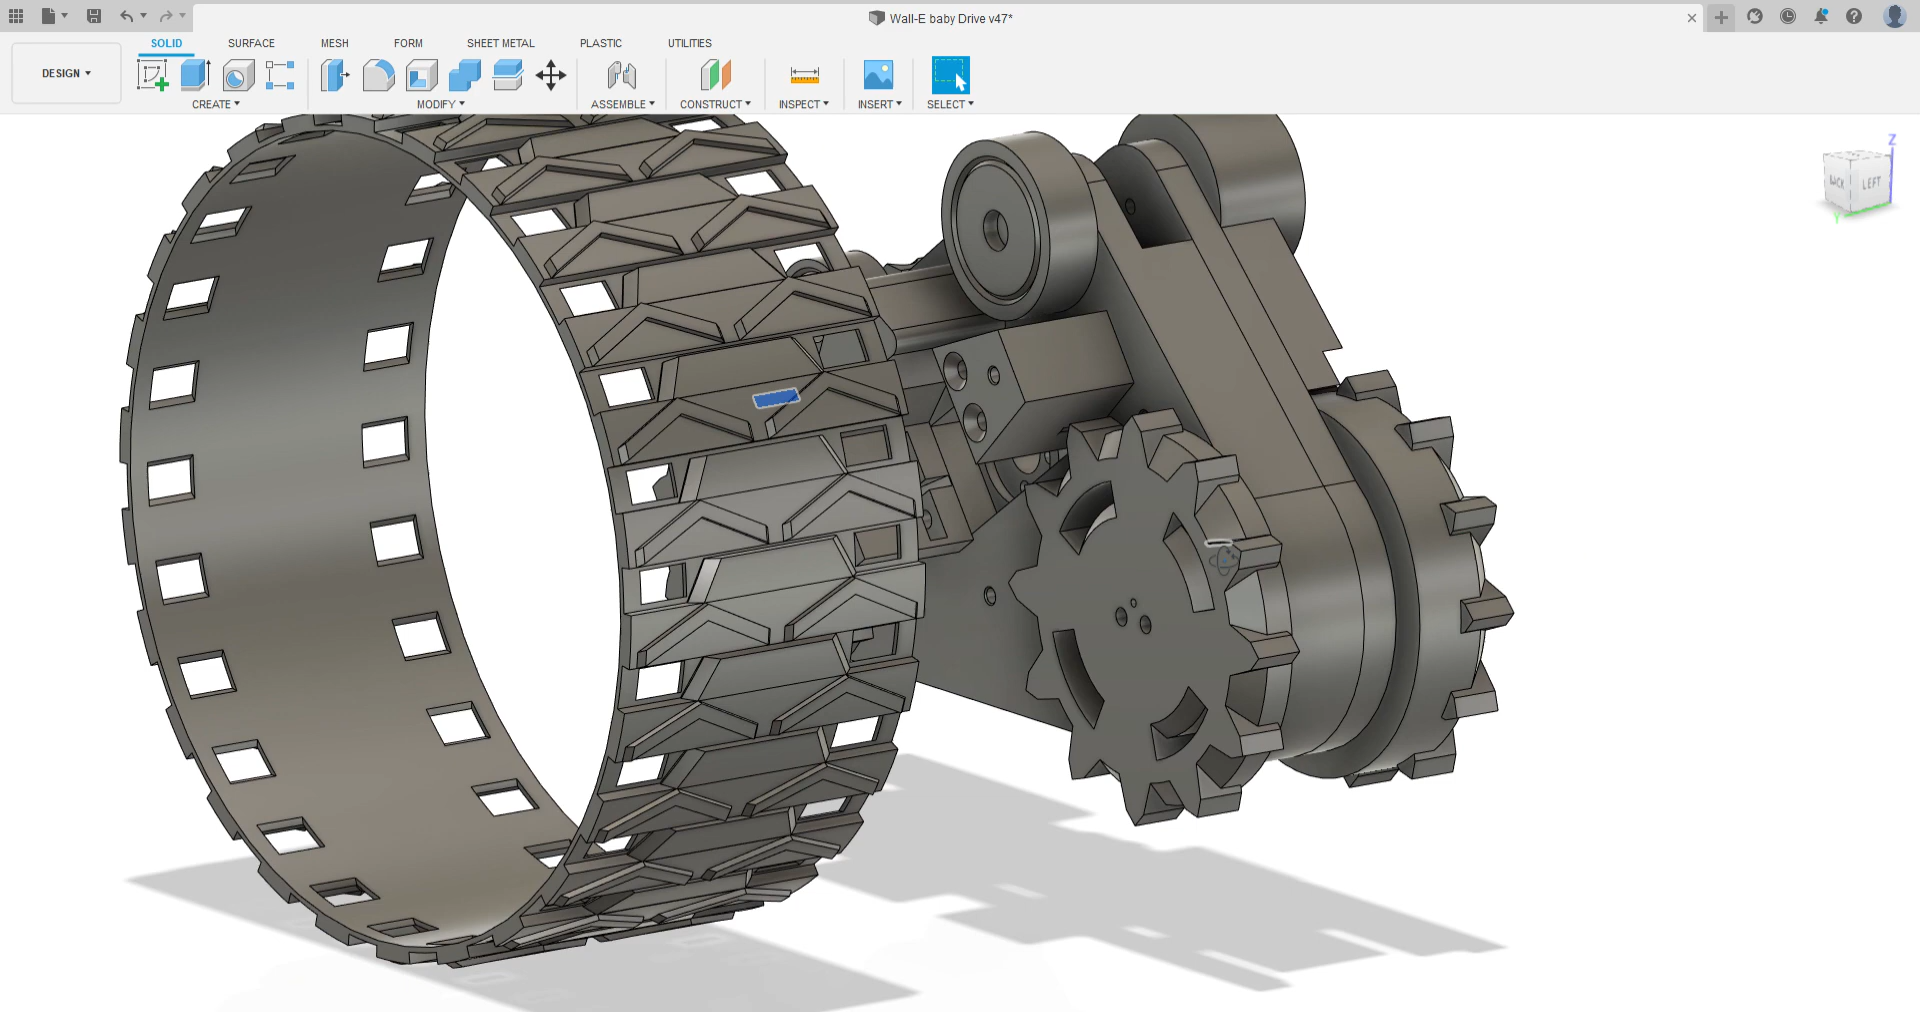 Wall-E baby Drive v47*
SOLID SURFACE MESH FORM SHEET METAL PLASTIC UTILITIES
DESIGN
CREATE MODIFY ASSEMBLE CONSTRUCT INSPECT INSERT SELECT
Z
BACK LEFT
Y